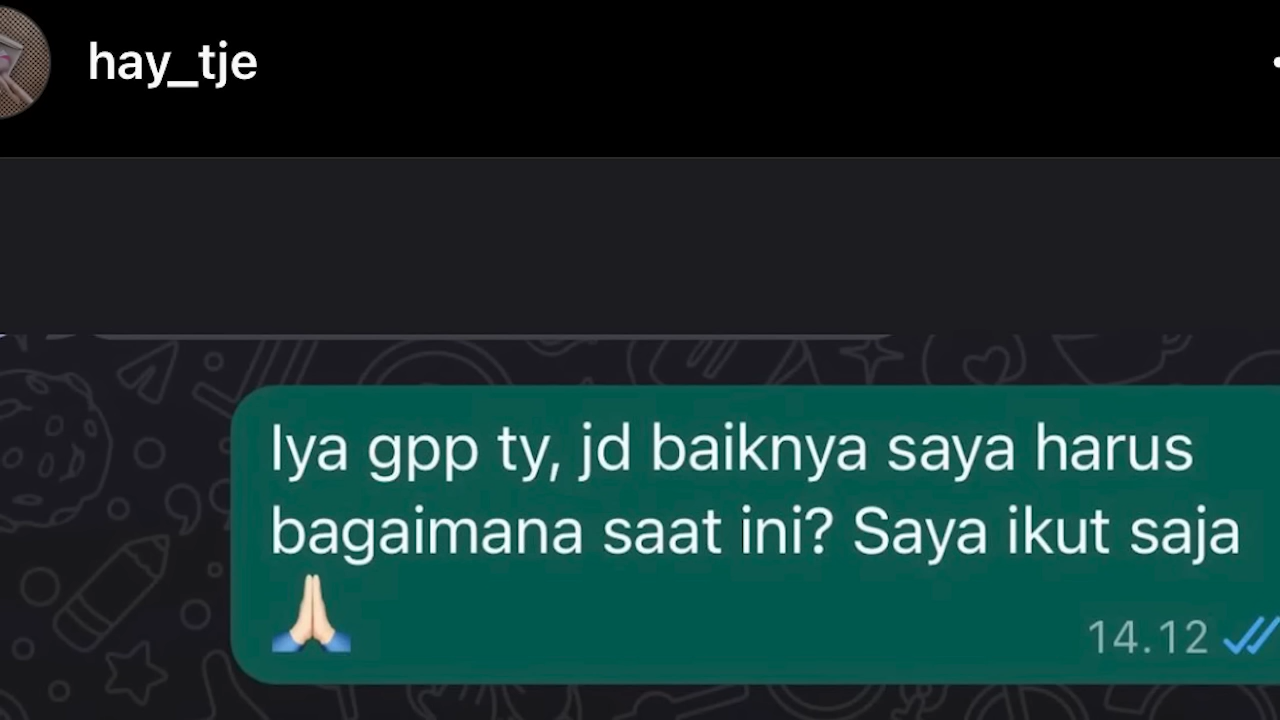 hay_tje
Iya gpp ty, jd baiknya saya harus
bagaimana saat ini? Saya ikut saja
🙏🏻
14.12